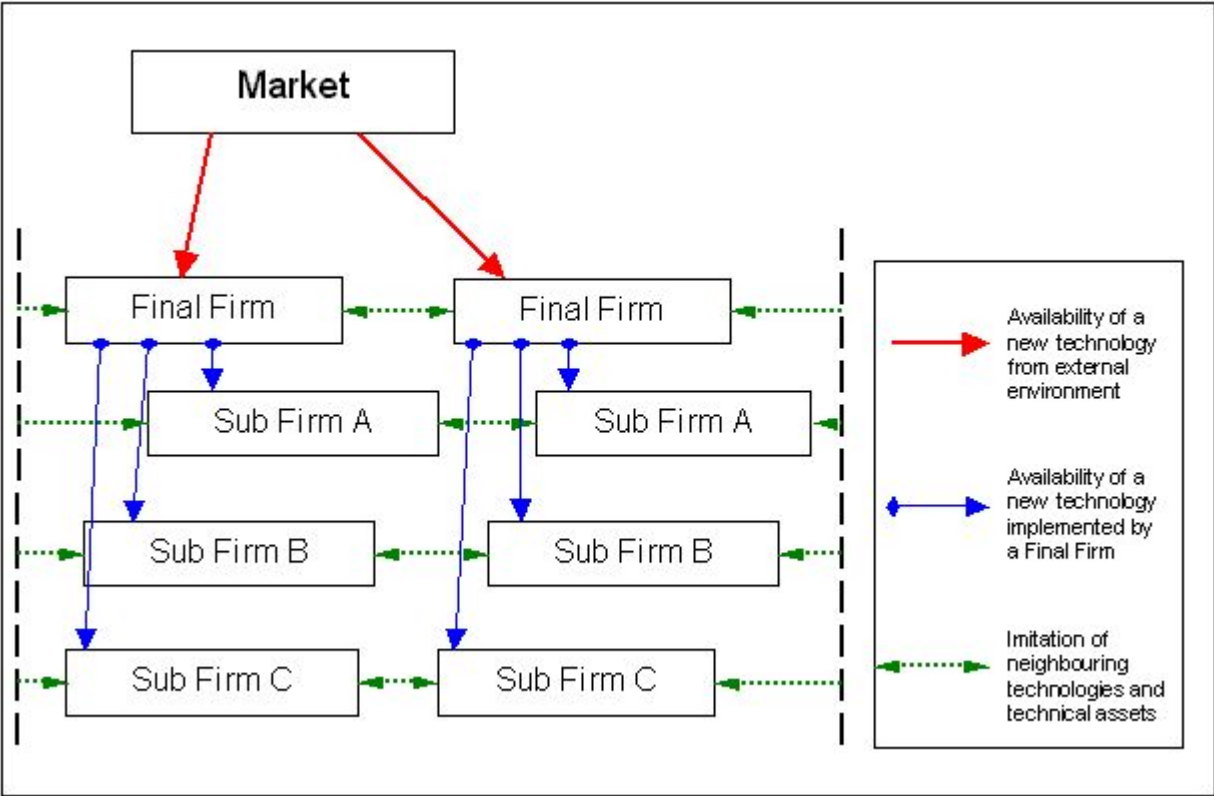 Market
Final Firm
Final Firm
Sub Firm A
Sub Firm A
Sub Firm B
Sub Firm B
Sub Firm C
Sub Firm C
Availability of a
new technology
from external
environment
Availability of a
new technology
implemented by
a Final Firm
Imitation of
neighbouring
technologies and
technical assets